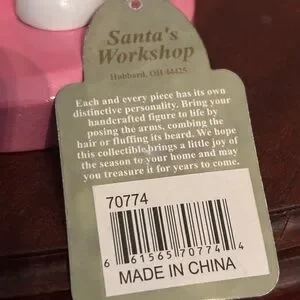 Santa's
Workshop
Hubbard, OH 44425
Each and every piece has its own
distinctive personality. Bring your
handcrafted figure to life by
posing the arms, combing the
hair or fluffing its beard. We hope
this collectible brings a little joy of
the season to your home and may
you treasure it for years to come.
70774
6 61565 70774 4
MADE IN CHINA